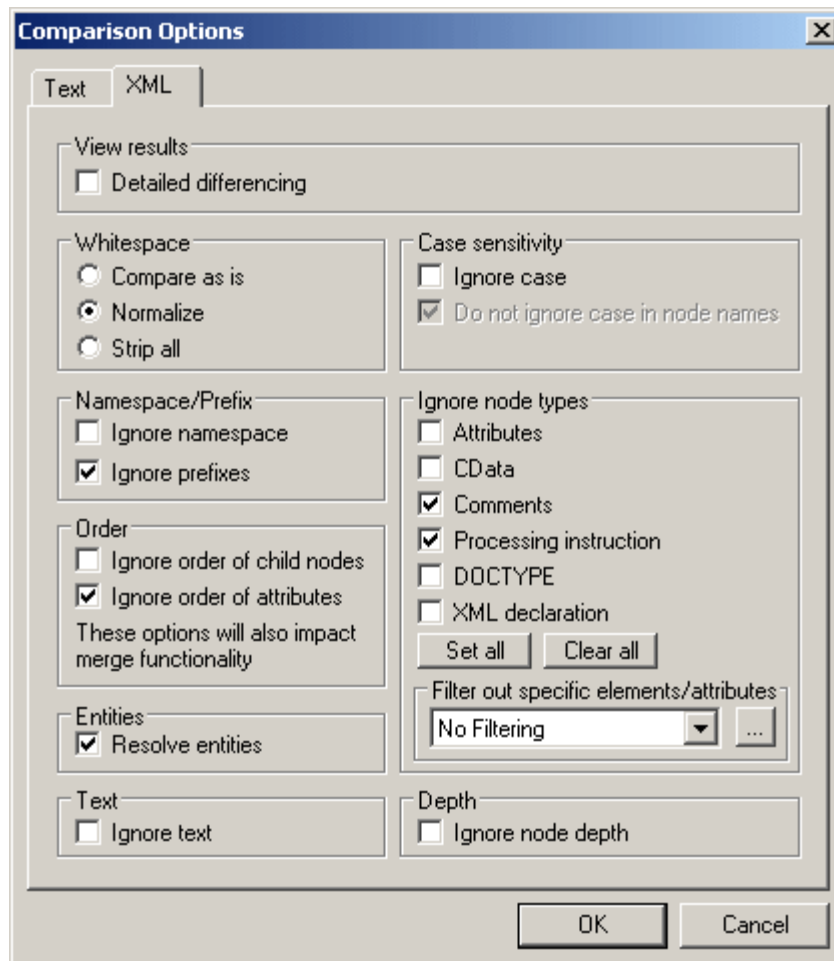 Comparison Options
Text
XML
View results
Detailed differencing
Whitespace
Compare as is
Normalize
Strip all
Case sensitivity
Ignore case
Do not ignore case in node names
Namespace/Prefix
Ignore namespace
Ignore prefixes
Order
Ignore order of child nodes
Ignore order of attributes
These options will also impact
merge functionality
Entities
Resolve entities
Ignore node types
Attributes
CData
Comments
Processing instruction
DOCTYPE
XML declaration
Set all
Clear all
Filter out specific elements/attributes
No Filtering
...
Text
Ignore text
Depth
Ignore node depth
OK
Cancel